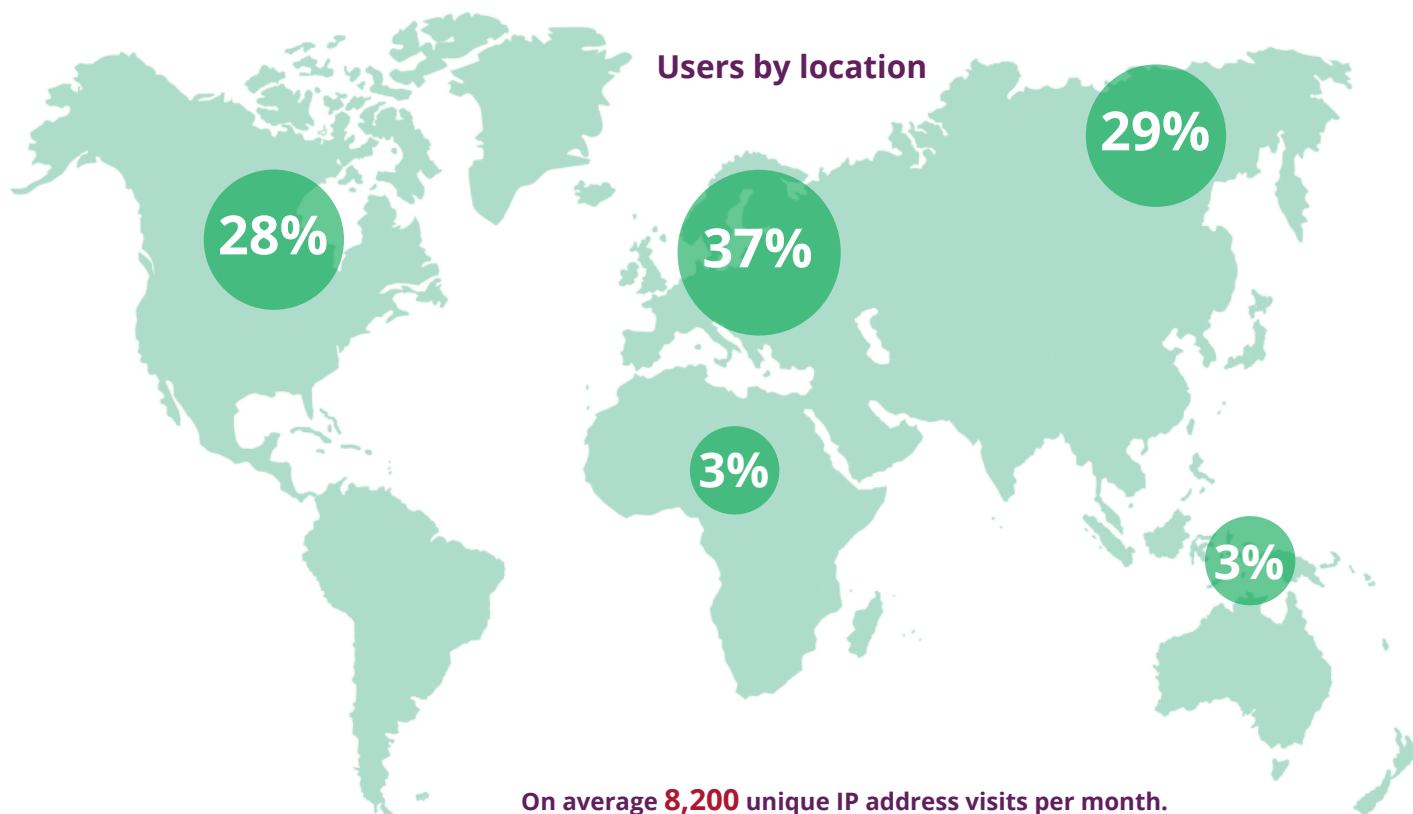 Users by location
29%
28%
37%
3%
3%
On average 8,200 unique IP address visits per month.